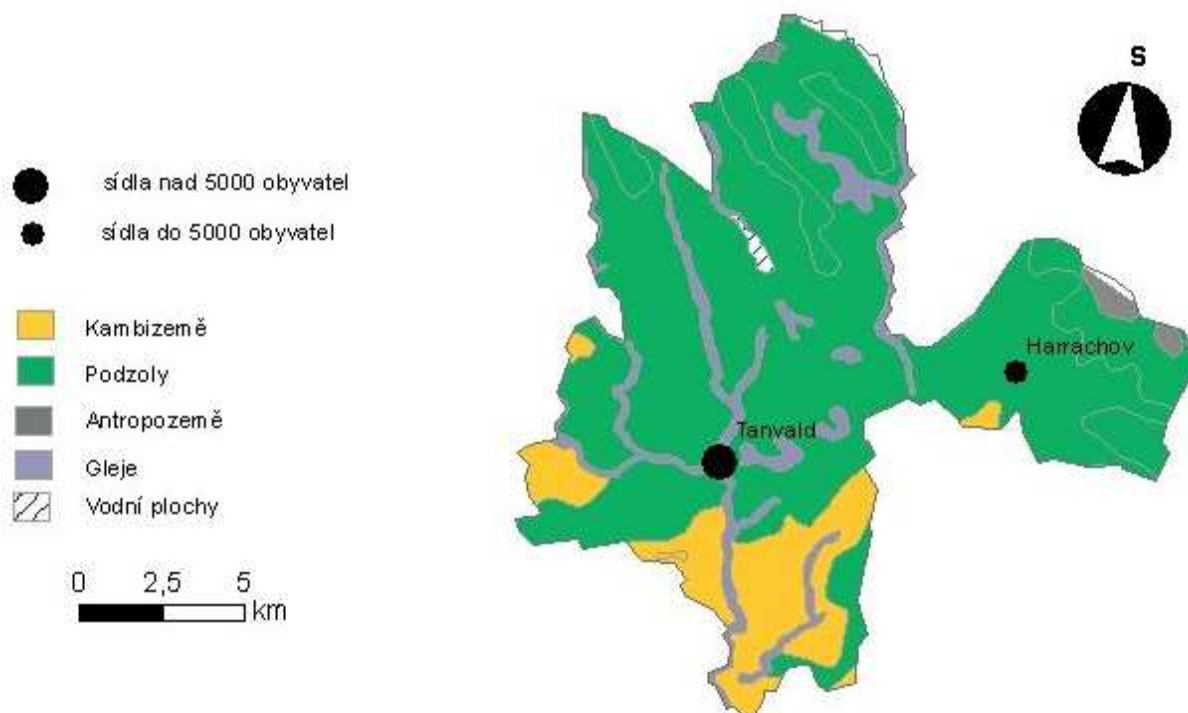 S
sídla nad 5000 obyvatel
sídla do 5000 obyvatel
Kambizemě
Podzoly
Antropozemě
Gleje
Vodní plochy
0 2,5 5
km
Harrachov
Tanvald